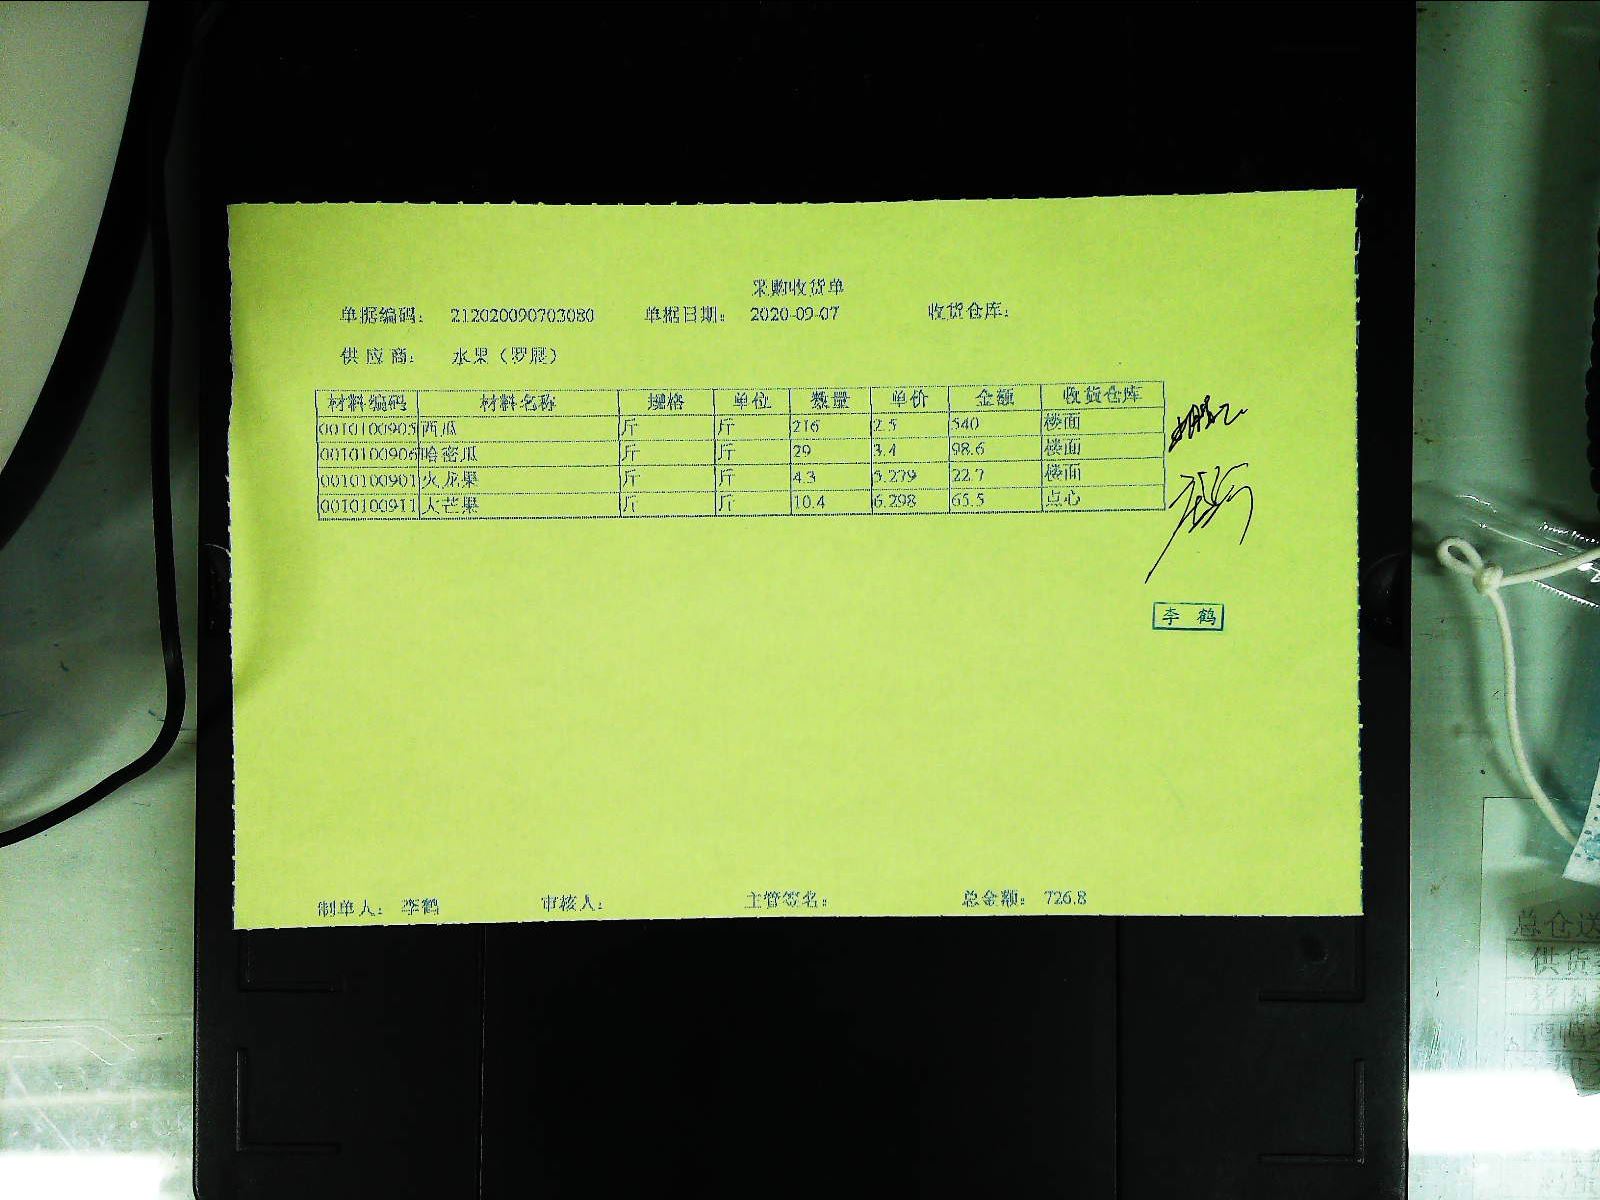 采购收货单
单据编码： 212020090703080 单据日期： 2020-09-07 收货仓库：
供 应 商： 水果（罗展）
材料编码 材料名称 规格 单位 数量 单价 金额 收货仓库
0010100905 西瓜 斤 斤 216 2.5 540 楼面
0010100906 哈密瓜 斤 斤 29 3.4 98.6 楼面
0010100901 火龙果 斤 斤 4.3 5.279 22.7 楼面
0010100911 大芒果 斤 斤 10.4 6.298 65.5 点心
李 鹤
制单人： 李鹤 审核人： 主管签名： 总金额： 726.8
总仓送
供货